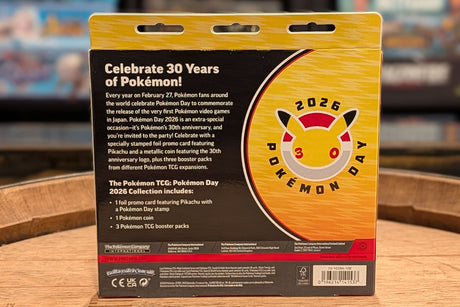 Celebrate 30 Years
of Pokémon!
Every year on February 27, Pokémon fans around
the world celebrate Pokémon Day to commemorate
the release of the very first Pokémon video games
in Japan. Pokémon Day 2026 is an extra-special
occasion—it's Pokémon's 30th anniversary, and
you're invited to the party! Celebrate with a
specially stamped foil promo card featuring
Pikachu and a metallic coin featuring the 30th
anniversary logo, plus three booster packs
from different Pokémon TCG expansions.
The Pokémon TCG: Pokémon Day
2026 Collection includes:
• 1 foil promo card featuring Pikachu with
a Pokémon Day stamp
• 1 Pokémon coin
• 3 Pokémon TCG booster packs
2026
30
POKÉMON DAY
The Pokémon Company
INTERNATIONAL